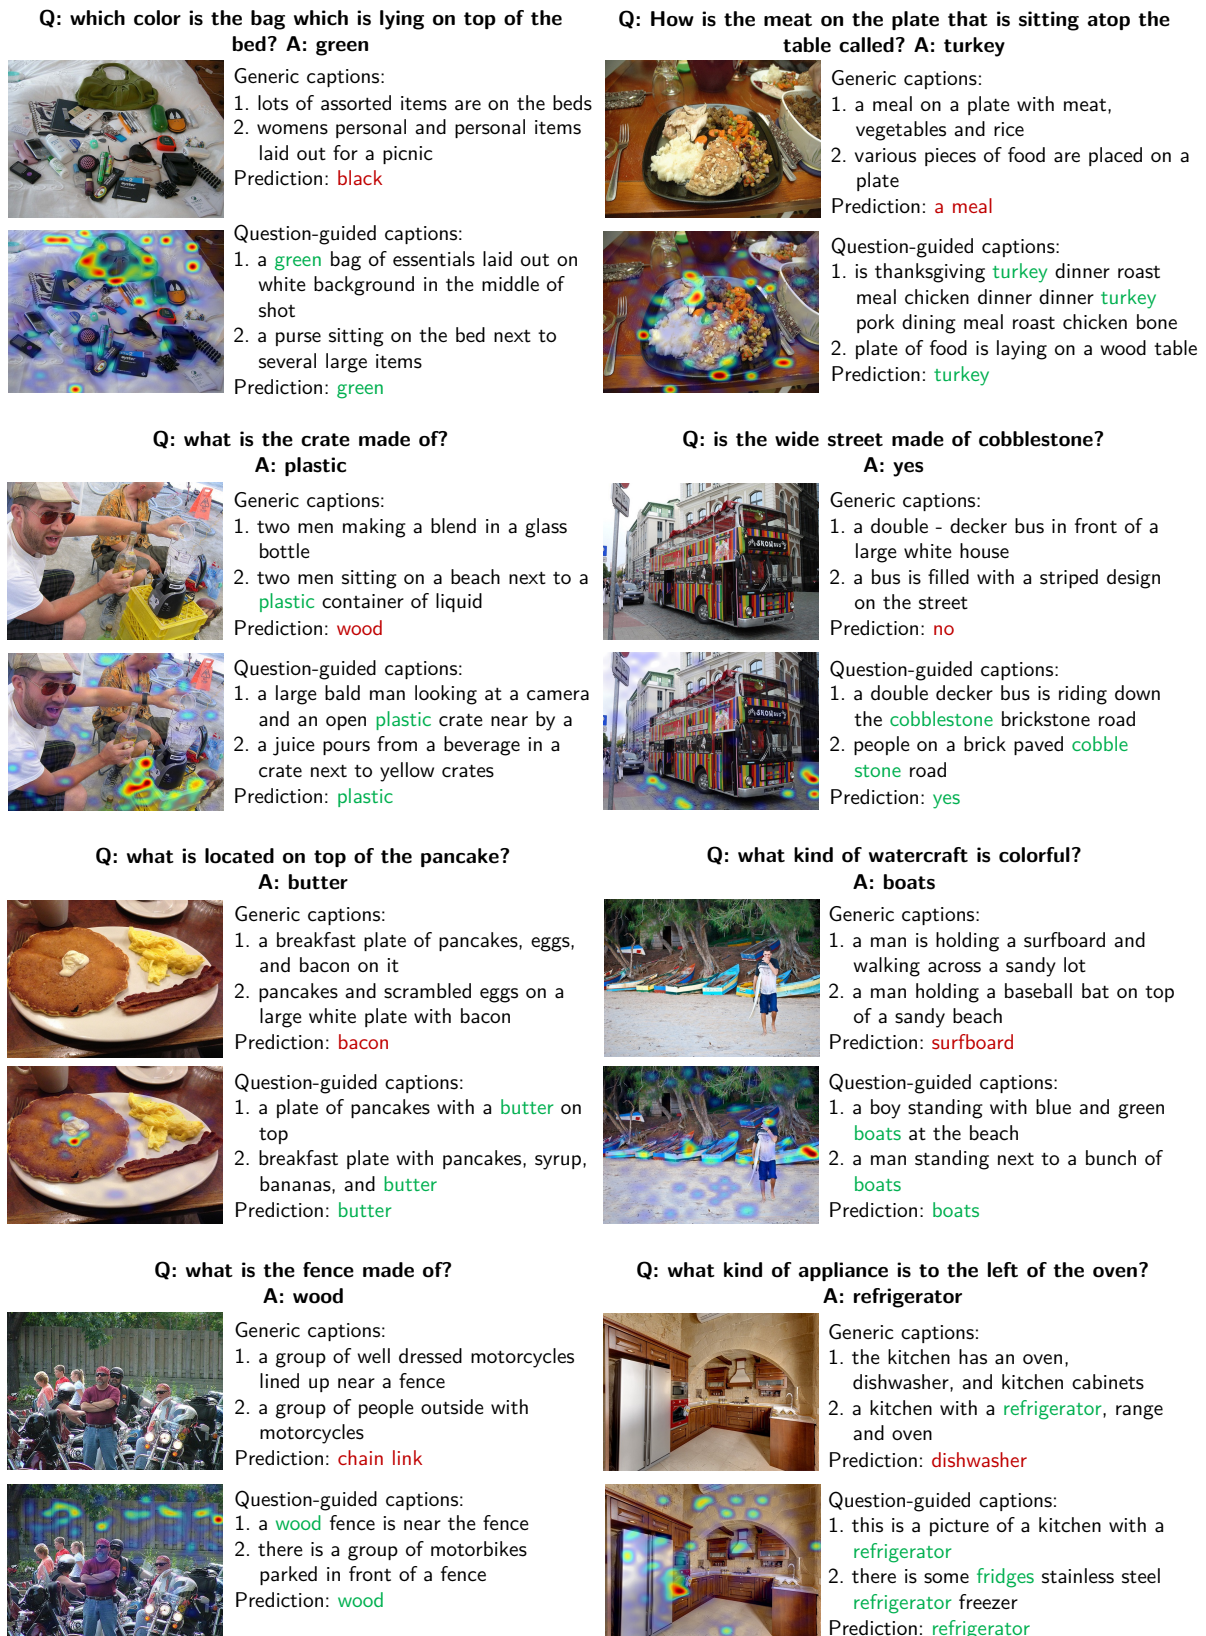 Q: which color is the bag which is lying on top of the
bed? A: green
Generic captions:
1. lots of assorted items are on the beds
2. womens personal and personal items
laid out for a picnic
Prediction: black
Question-guided captions:
1. a green bag of essentials laid out on
white background in the middle of
shot
2. a purse sitting on the bed next to
several large items
Prediction: green
Q: How is the meat on the plate that is sitting atop the
table called? A: turkey
Generic captions:
1. a meal on a plate with meat,
vegetables and rice
2. various pieces of food are placed on a
plate
Prediction: a meal
Question-guided captions:
1. is thanksgiving turkey dinner roast
meal chicken dinner dinner turkey
pork dining meal roast chicken bone
2. plate of food is laying on a wood table
Prediction: turkey
Q: what is the crate made of?
A: plastic
Generic captions:
1. two men making a blend in a glass
bottle
2. two men sitting on a beach next to a
plastic container of liquid
Prediction: wood
Question-guided captions:
1. a large bald man looking at a camera
and an open plastic crate near by a
2. a juice pours from a beverage in a
crate next to yellow crates
Prediction: plastic
Q: is the wide street made of cobblestone?
A: yes
Generic captions:
1. a double - decker bus in front of a
large white house
2. a bus is filled with a striped design
on the street
Prediction: no
Question-guided captions:
1. a double decker bus is riding down
the cobblestone brickstone road
2. people on a brick paved cobble
stone road
Prediction: yes
Q: what is located on top of the pancake?
A: butter
Generic captions:
1. a breakfast plate of pancakes, eggs,
and bacon on it
2. pancakes and scrambled eggs on a
large white plate with bacon
Prediction: bacon
Question-guided captions:
1. a plate of pancakes with a butter on
top
2. breakfast plate with pancakes, syrup,
bananas, and butter
Prediction: butter
Q: what kind of watercraft is colorful?
A: boats
Generic captions:
1. a man is holding a surfboard and
walking across a sandy lot
2. a man holding a baseball bat on top
of a sandy beach
Prediction: surfboard
Question-guided captions:
1. a boy standing with blue and green
boats at the beach
2. a man standing next to a bunch of
boats
Prediction: boats
Q: what is the fence made of?
A: wood
Generic captions:
1. a group of well dressed motorcycles
lined up near a fence
2. a group of people outside with
motorcycles
Prediction: chain link
Question-guided captions:
1. a wood fence is near the fence
2. there is a group of motorbikes
parked in front of a fence
Prediction: wood
Q: what kind of appliance is to the left of the oven?
A: refrigerator
Generic captions:
1. the kitchen has an oven,
dishwasher, and kitchen cabinets
2. a kitchen with a refrigerator, range
and oven
Prediction: dishwasher
Question-guided captions:
1. this is a picture of a kitchen with a
refrigerator
2. there is some fridges stainless steel
refrigerator freezer
Prediction: refrigerator